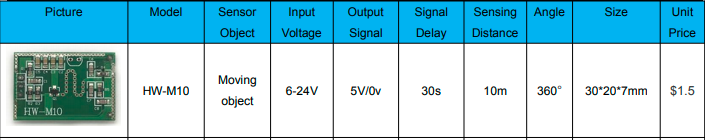 Picture Model Sensor Object Input Voltage Output Signal Signal Delay Sensing Distance Angle Size Unit Price
HW-M10 Moving object 6-24V 5V/0v 30s 10m 360° 30*20*7mm $1.5
HW-M10